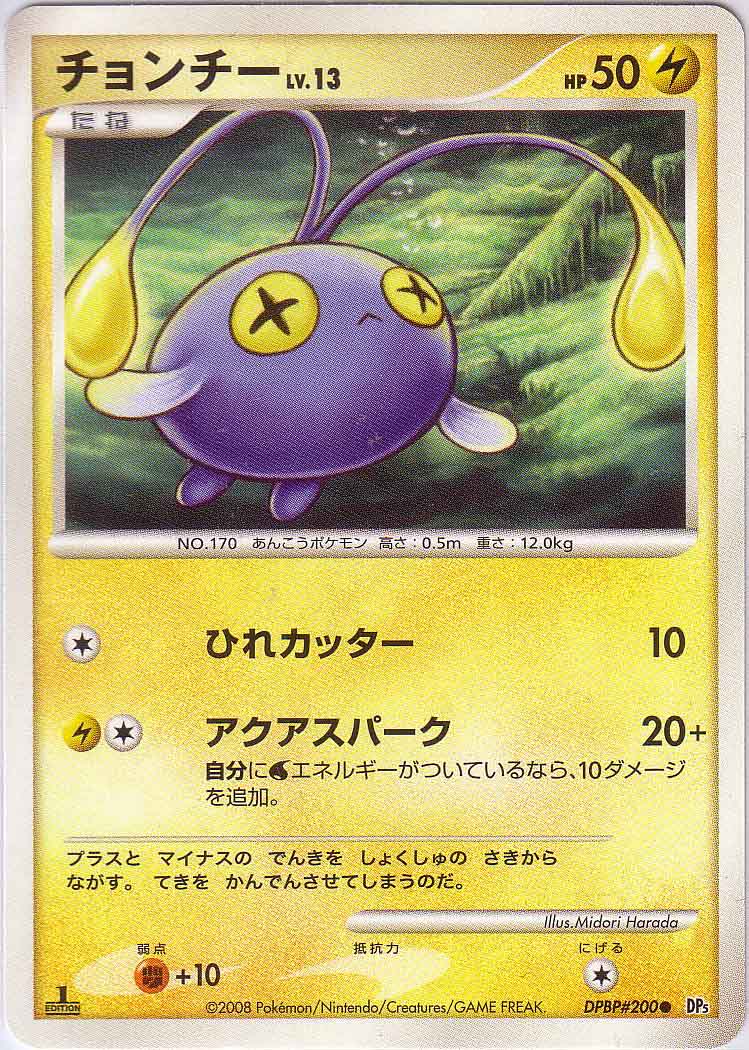 チョンチー LV.13 HP 50
たね
NO.170 あんこうポケモン 高さ:0.5m 重さ:12.0kg
ひれカッター 10
アクアスパーク 20+
自分にエネルギーがついているなら、10ダメージ
を追加。
プラスと マイナスの でんきを しょくしゅの さきから
ながす。 てきを かんでんさせてしまうのだ。
Illus.Midori Harada
弱点 抵抗力 にげる
+10
1 EDITION ©2008 Pokémon/Nintendo/Creatures/GAME FREAK. DPBP#200 DP5